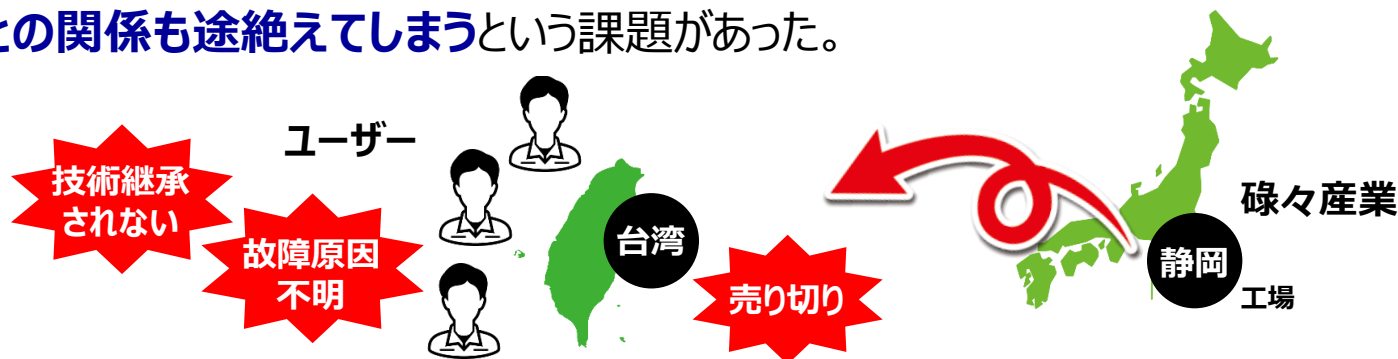 との関係も途絶えてしまうという課題があった。
ユーザー
技術継承
されない
故障原因
不明
台湾
売り切り
碌々産業
静岡
工場